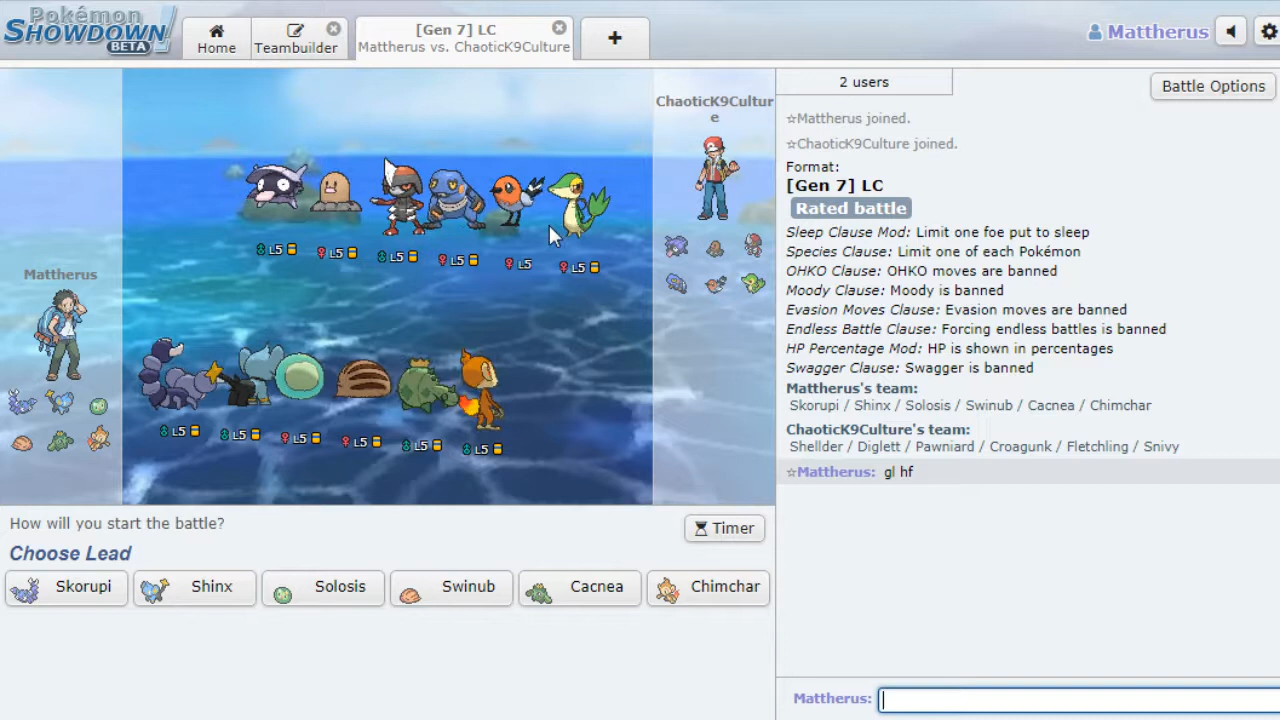 Pokémon
SHOWDOWN!
BETA
Home
Teambuilder
[Gen 7] LC
Mattherus vs. ChaoticK9Culture
+
Mattherus
2 users
Battle Options
☆Mattherus joined.
☆ChaoticK9Culture joined.
Format:
[Gen 7] LC
Rated battle
Sleep Clause Mod: Limit one foe put to sleep
Species Clause: Limit one of each Pokémon
OHKO Clause: OHKO moves are banned
Moody Clause: Moody is banned
Evasion Moves Clause: Evasion moves are banned
Endless Battle Clause: Forcing endless battles is banned
HP Percentage Mod: HP is shown in percentages
Swagger Clause: Swagger is banned
Mattherus's team:
Skorupi / Shinx / Solosis / Swinub / Cacnea / Chimchar
ChaoticK9Culture's team:
Shellder / Diglett / Pawniard / Croagunk / Fletchling / Snivy
☆Mattherus: gl hf
Mattherus:
ChaoticK9Cultur
e
L5 L5 L5 L5 L5 L5
Mattherus
L5 L5 L5 L5 L5 L5
How will you start the battle?
Timer
Choose Lead
Skorupi Shinx Solosis Swinub Cacnea Chimchar